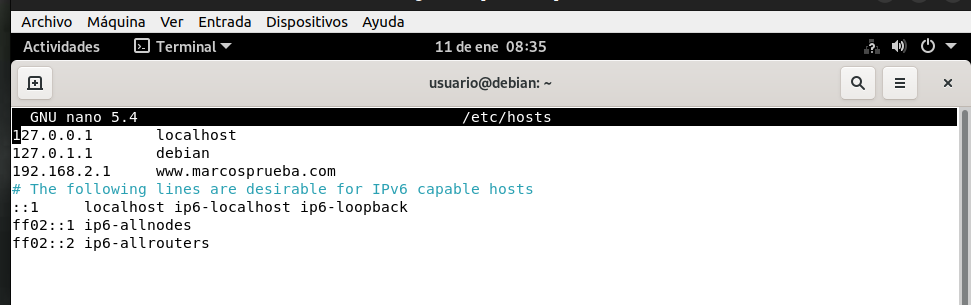 Archivo Máquina Ver Entrada Dispositivos Ayuda
Actividades Terminal 11 de ene 08:35
usuario@debian: ~
GNU nano 5.4 /etc/hosts
127.0.0.1 localhost
127.0.1.1 debian
192.168.2.1 www.marcosprueba.com
# The following lines are desirable for IPv6 capable hosts
::1 localhost ip6-localhost ip6-loopback
ff02::1 ip6-allnodes
ff02::2 ip6-allrouters